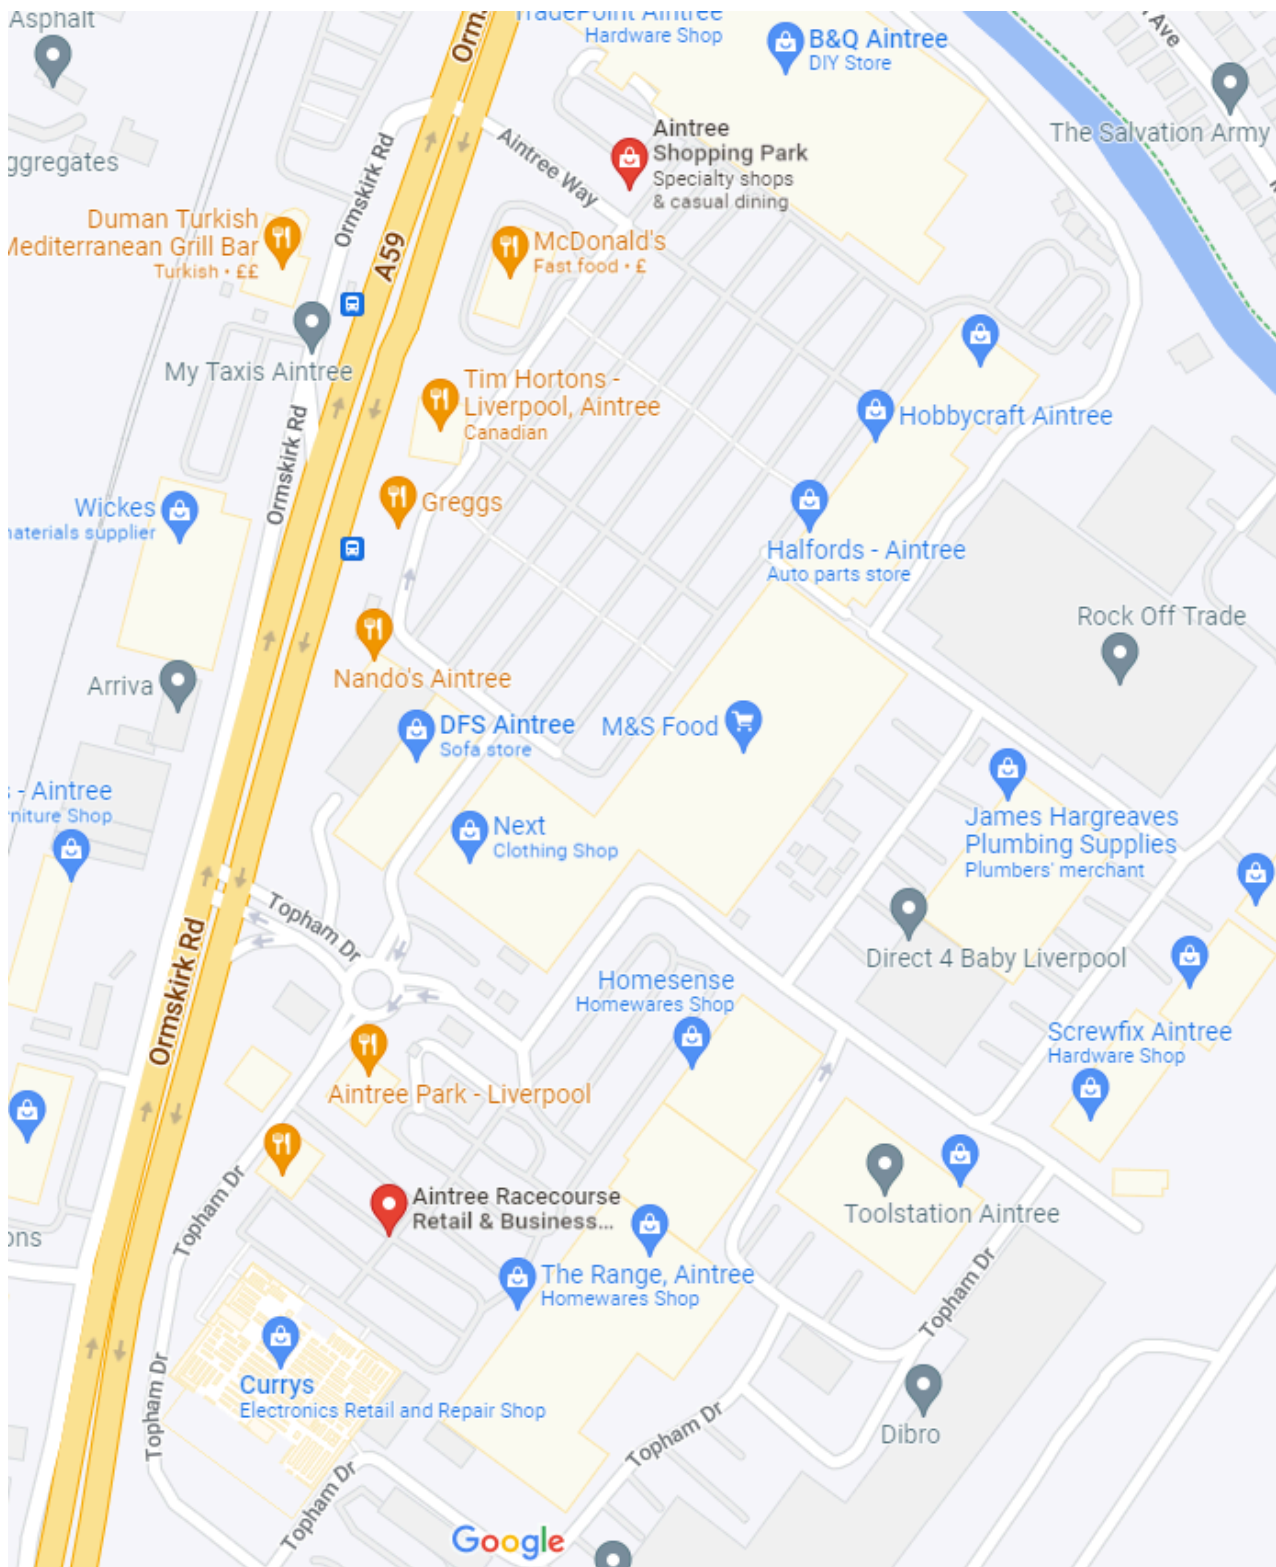 Asphalt
TradePoint Aintree
Hardware Shop
B&Q Aintree
DIY Store
Ave
The Salvation Army
ggregates
Orm
Aintree Way
Aintree
Shopping Park
Specialty shops
& casual dining
Ormskirk Rd
A59
Duman Turkish
Mediterranean Grill Bar
Turkish • ££
McDonald's
Fast food • £
My Taxis Aintree
Tim Hortons -
Liverpool, Aintree
Canadian
Hobbycraft Aintree
Ormskirk Rd
Greggs
Wickes
materials supplier
Halfords - Aintree
Auto parts store
Rock Off Trade
Nando's Aintree
Arriva
DFS Aintree
Sofa store
M&S Food
s - Aintree
rniture Shop
Next
Clothing Shop
James Hargreaves
Plumbing Supplies
Plumbers' merchant
Topham Dr
Direct 4 Baby Liverpool
Ormskirk Rd
Homesense
Homewares Shop
Screwfix Aintree
Hardware Shop
Aintree Park - Liverpool
Topham Dr
Aintree Racecourse
Retail & Business...
Toolstation Aintree
ons
The Range, Aintree
Homewares Shop
Topham Dr
Currys
Electronics Retail and Repair Shop
Topham Dr
Topham Dr
Dibro
Topham Dr
Google